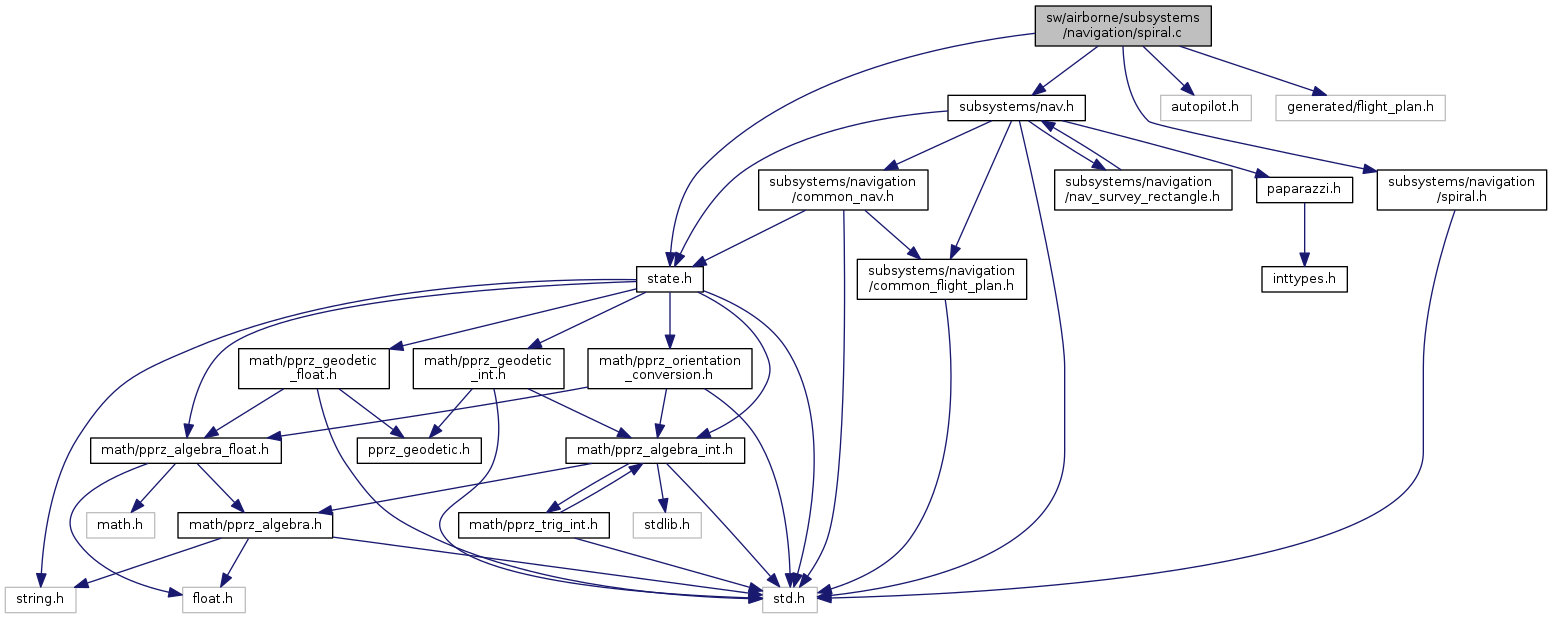 sw/airborne/subsystems
/navigation/spiral.c
subsystems/nav.h
autopilot.h
generated/flight_plan.h
subsystems/navigation
/common_nav.h
subsystems/navigation
/nav_survey_rectangle.h
paparazzi.h
subsystems/navigation
/spiral.h
state.h
subsystems/navigation
/common_flight_plan.h
inttypes.h
math/pprz_geodetic
_float.h
math/pprz_geodetic
_int.h
math/pprz_orientation
_conversion.h
math/pprz_algebra_float.h
pprz_geodetic.h
math/pprz_algebra_int.h
math.h
math/pprz_algebra.h
math/pprz_trig_int.h
stdlib.h
string.h
float.h
std.h